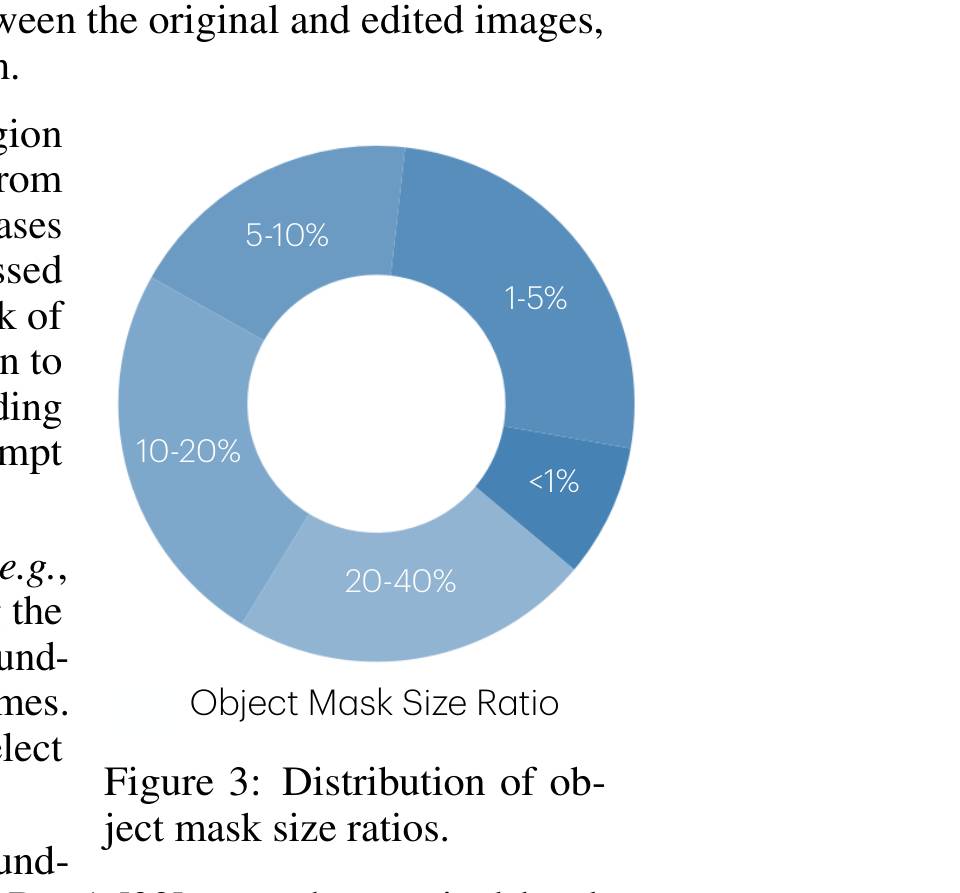 ween the original and edited images,
n.
gion
rom
ases
ssed
k of
n to
ding
mpt
e.g.,
the
und-
mes.
elect
und-
5-10%
1-5%
10-20%
<1%
20-40%
Object Mask Size Ratio
Figure 3: Distribution of ob-
ject mask size ratios.